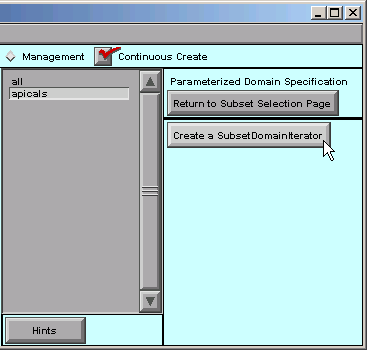 Management
Continuous Create
all
apicals
Parameterized Domain Specification
Return to Subset Selection Page
Create a SubsetDomainIterator
Hints